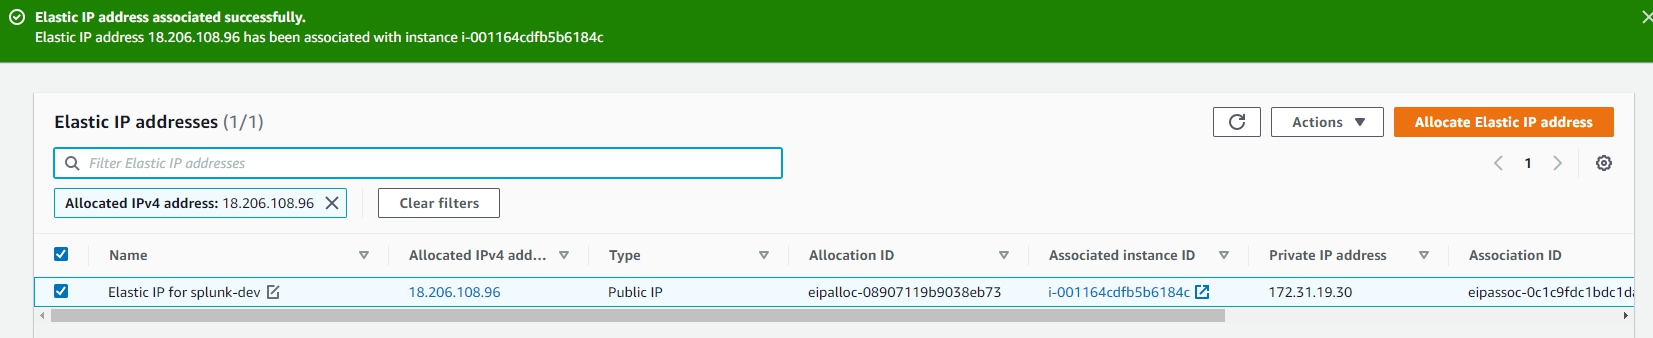 Elastic IP address associated successfully.
Elastic IP address 18.206.108.96 has been associated with instance i-001164cdfb5b6184c
Elastic IP addresses (1/1)
Actions
Allocate Elastic IP address
Filter Elastic IP addresses
1
Allocated IPv4 address: 18.206.108.96
Clear filters
Name Allocated IPv4 add... Type Allocation ID Associated instance ID Private IP address Association ID
Elastic IP for splunk-dev 18.206.108.96 Public IP eipalloc-08907119b9038eb73 i-001164cdfb5b6184c 172.31.19.30 eipassoc-0c1c9fdc1bdc1d